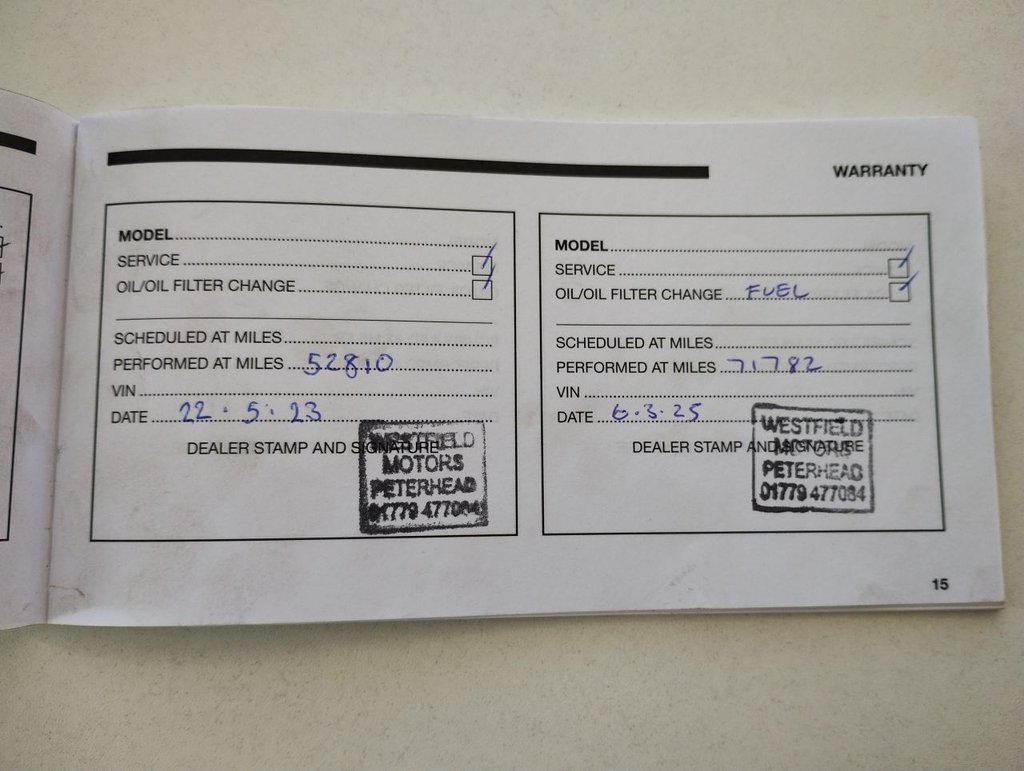 WARRANTY
MODEL
SERVICE
OIL/OIL FILTER CHANGE
SCHEDULED AT MILES
PERFORMED AT MILES 52810
VIN
DATE 22.5.23
DEALER STAMP AND SIGNATURE
WESTFIELD
MOTORS
PETERHEAD
01779 477084
MODEL
SERVICE
OIL/OIL FILTER CHANGE FUEL
SCHEDULED AT MILES
PERFORMED AT MILES 71782
VIN
DATE 6.3.25
DEALER STAMP AND SIGNATURE
WESTFIELD
MOTORS
PETERHEAD
01779 477084
15